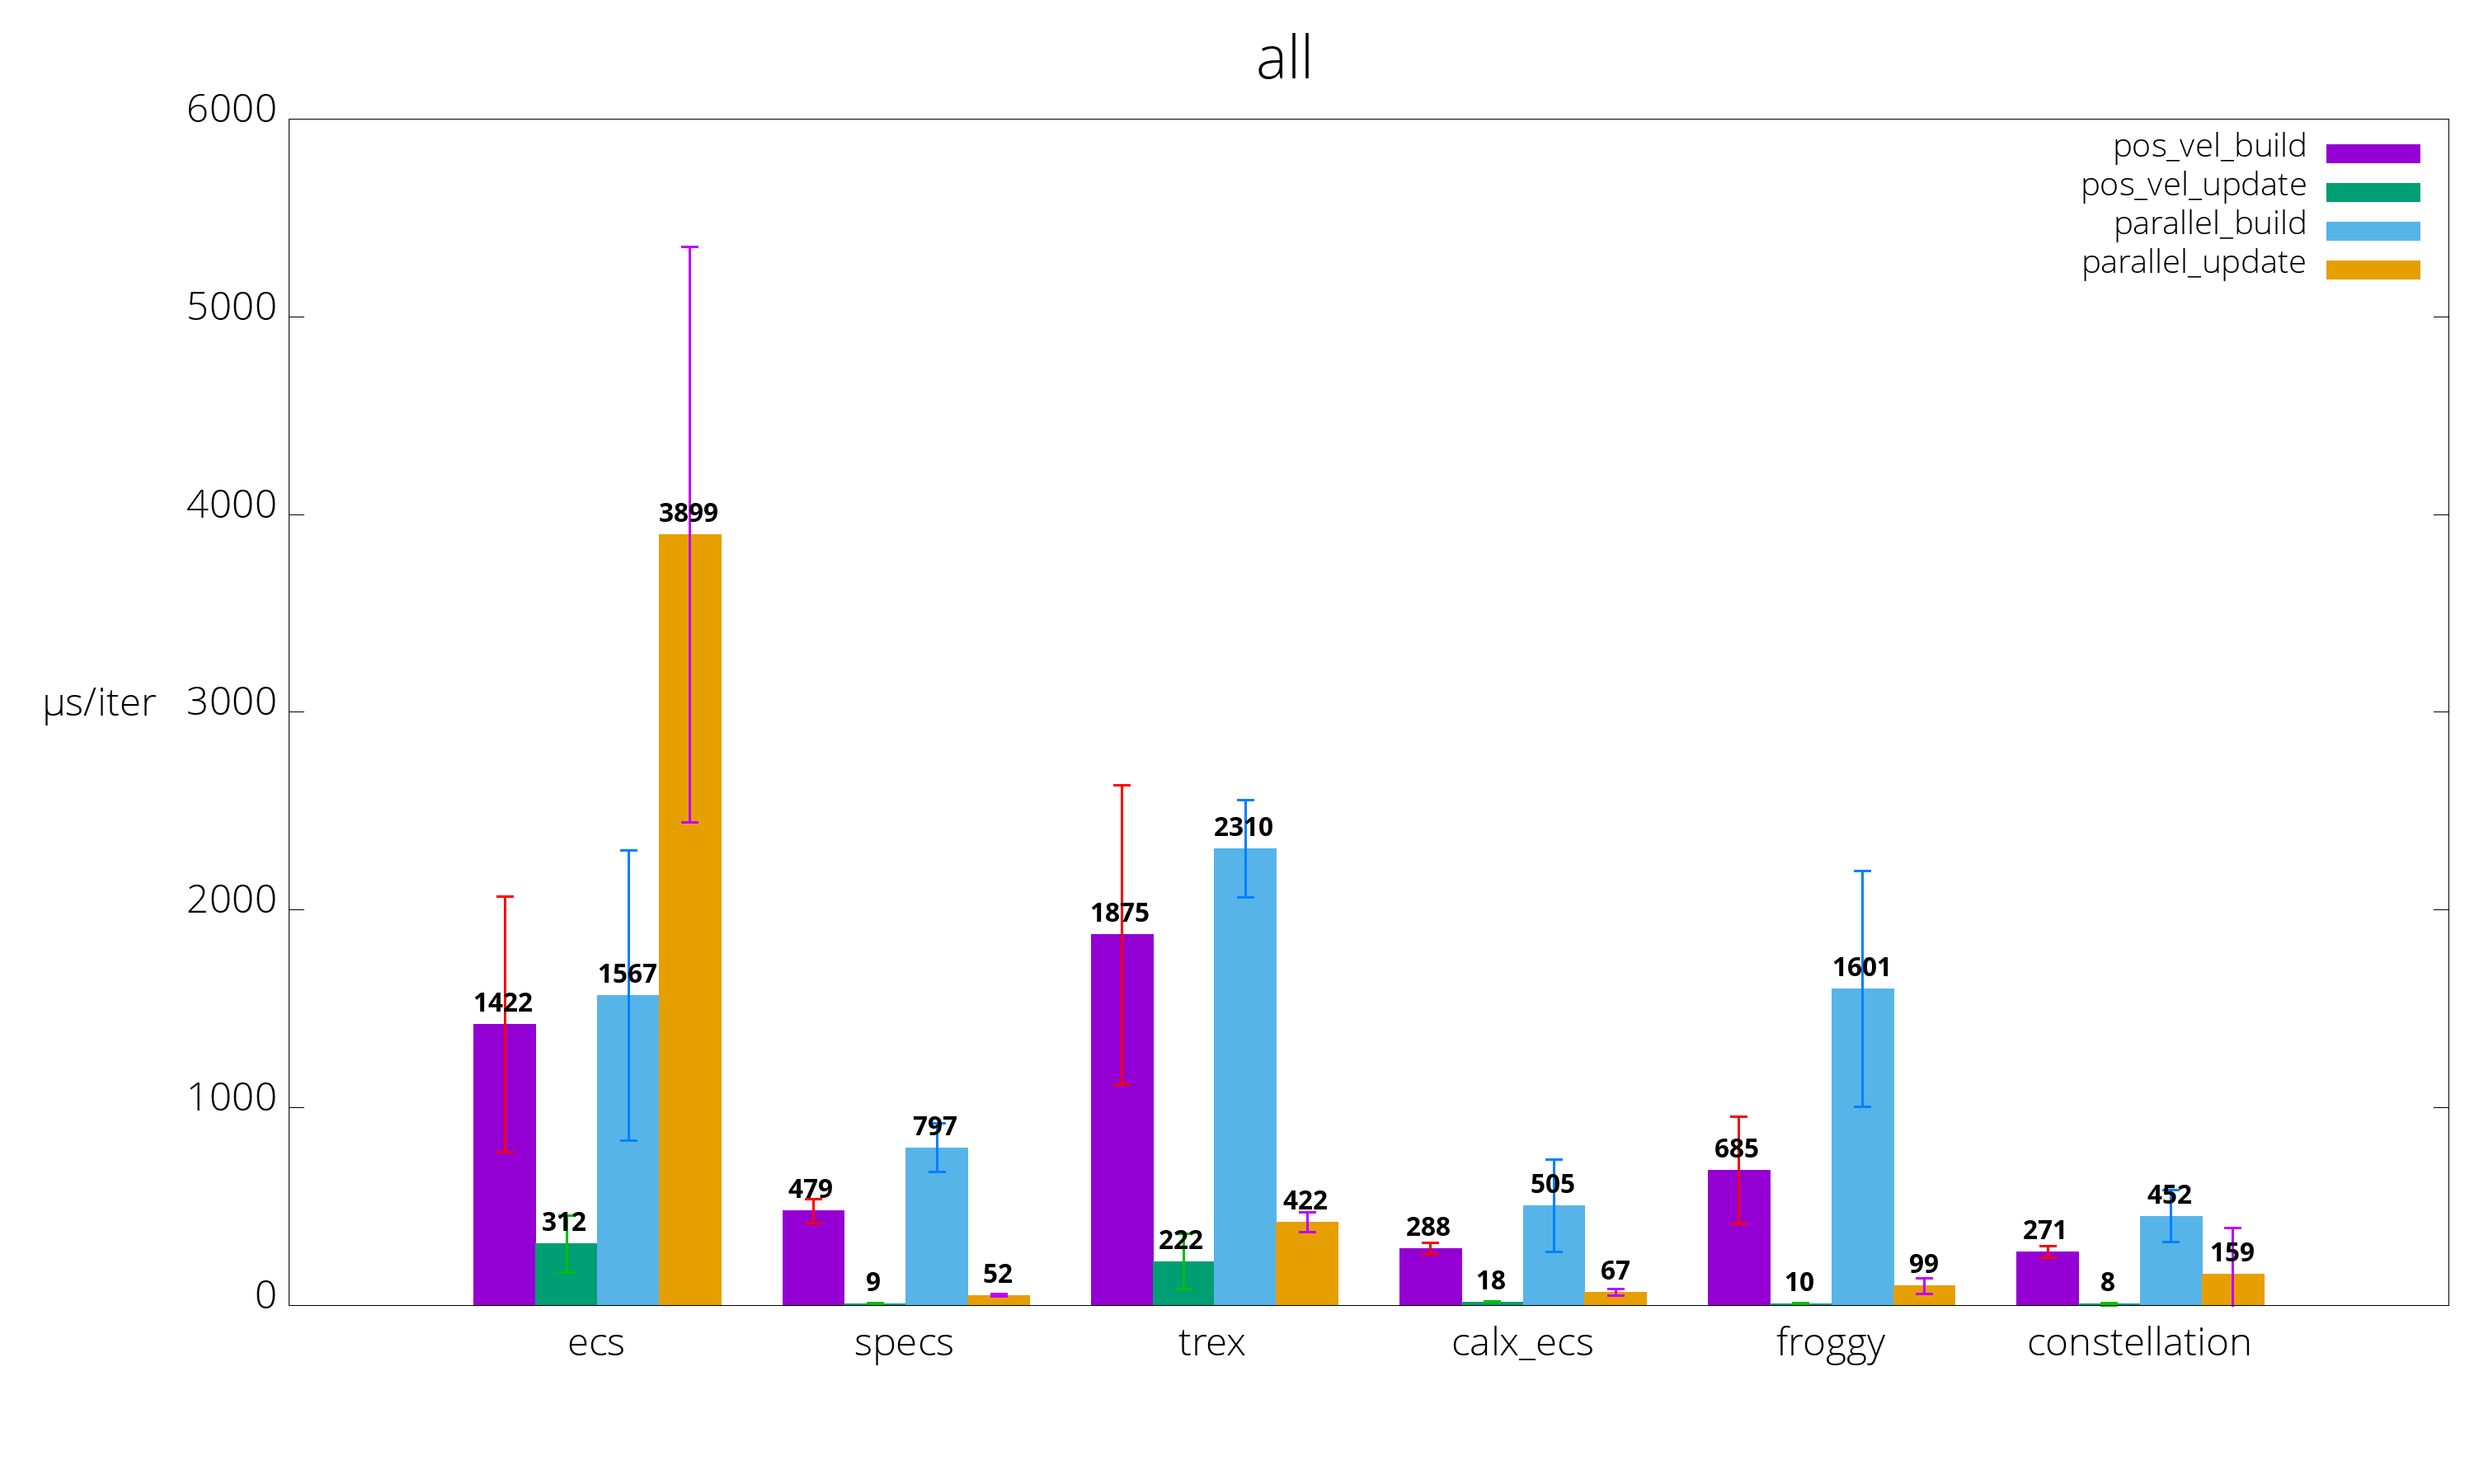 all
6000
5000
4000
3000
2000
1000
0
µs/iter
pos_vel_build
pos_vel_update
parallel_build
parallel_update
1422
312
1567
3899
479
9
797
52
1875
222
2310
422
288
18
505
67
685
10
1601
99
271
8
452
159
ecs
specs
trex
calx_ecs
froggy
constellation